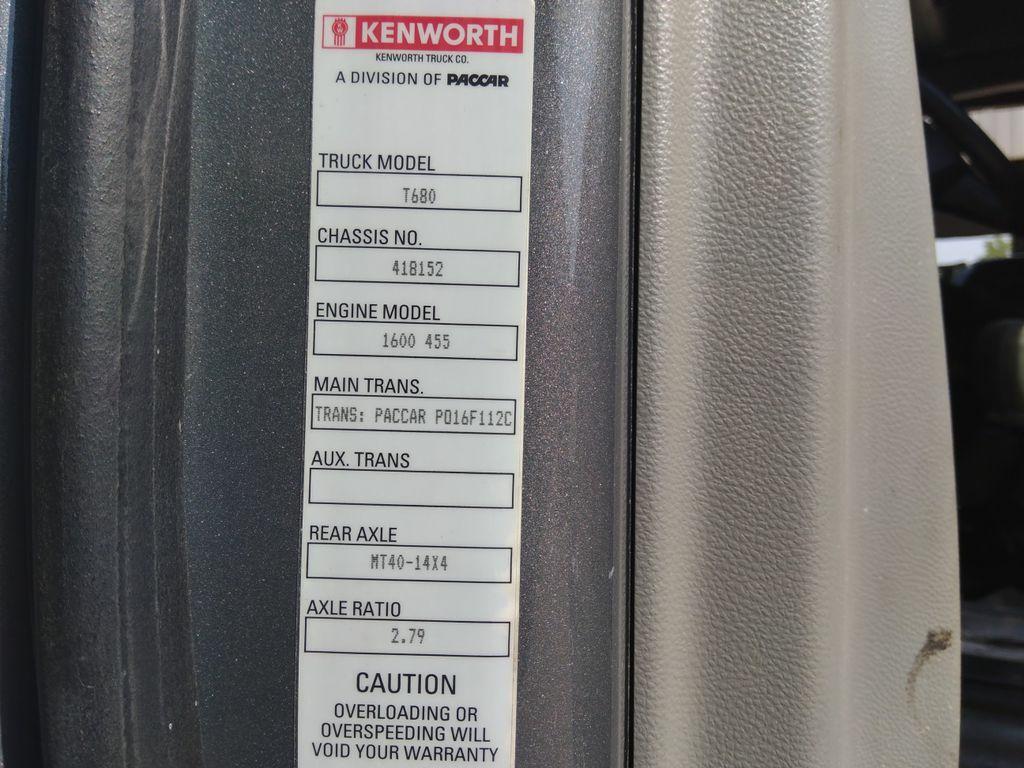 KENWORTH
KENWORTH TRUCK CO.
A DIVISION OF PACCAR
TRUCK MODEL
T680
CHASSIS NO.
418152
ENGINE MODEL
1600 455
MAIN TRANS.
TRANS: PACCAR PO16F112C
AUX. TRANS
REAR AXLE
MT40-14X4
AXLE RATIO
2.79
CAUTION
OVERLOADING OR
OVERSPEEDING WILL
VOID YOUR WARRANTY